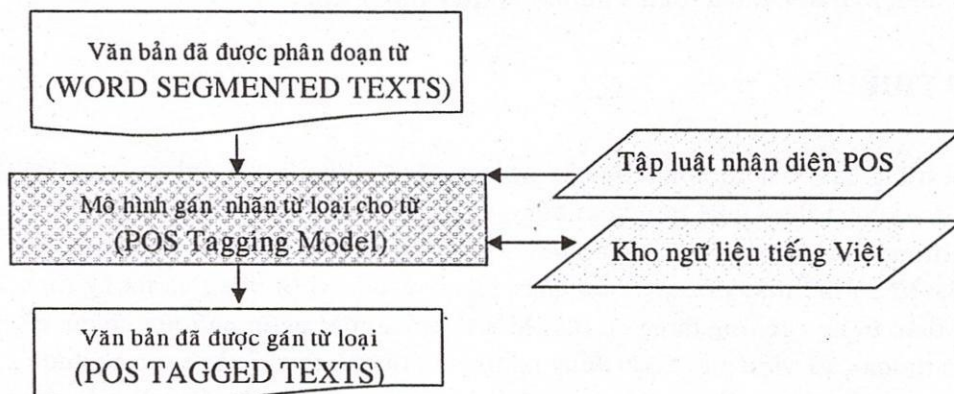 Văn bản đã được phân đoạn từ
(WORD SEGMENTED TEXTS)
Tập luật nhận diện POS
Mô hình gán nhãn từ loại cho từ
(POS Tagging Model)
Kho ngữ liệu tiếng Việt
Văn bản đã được gán từ loại
(POS TAGGED TEXTS)